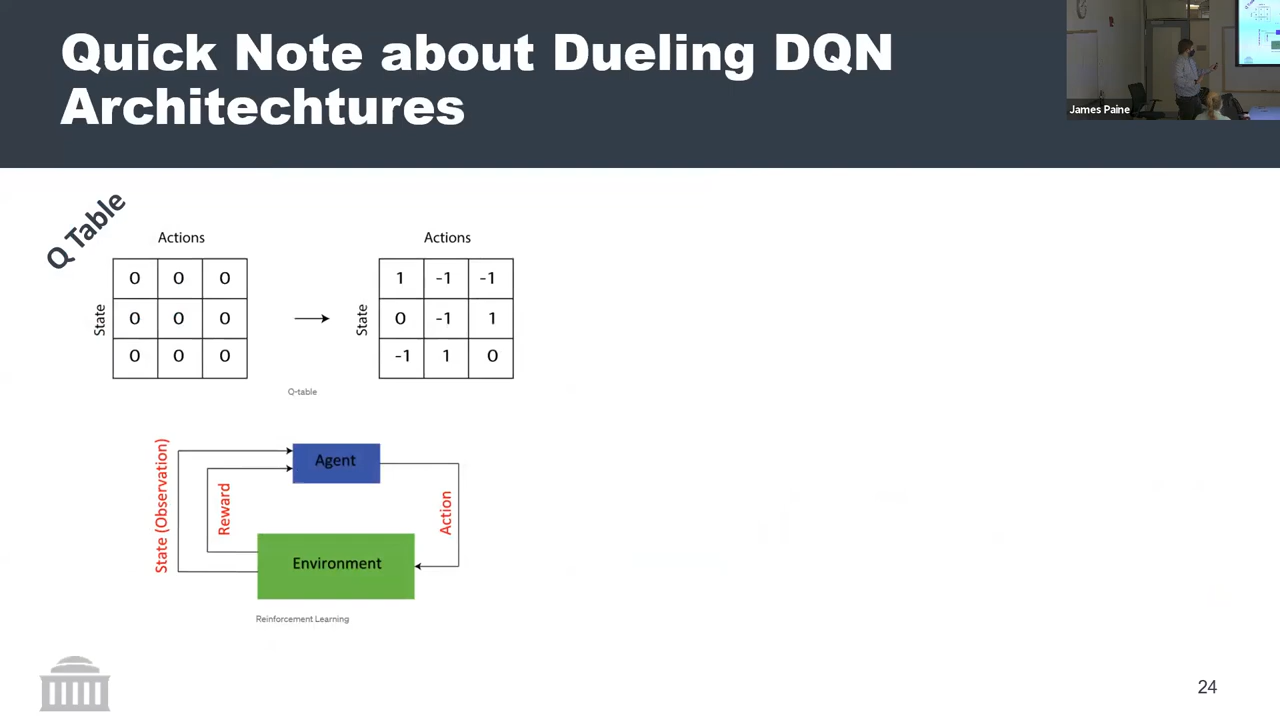 Quick Note about Dueling DQN
Architechtures
James Paine
Q Table
Actions
Actions
State
0 0 0
0 0 0
0 0 0
State
1 -1 -1
0 -1 1
-1 1 0
Q-table
State (Observation)
Reward
Agent
Action
Environment
Reinforcement Learning
24